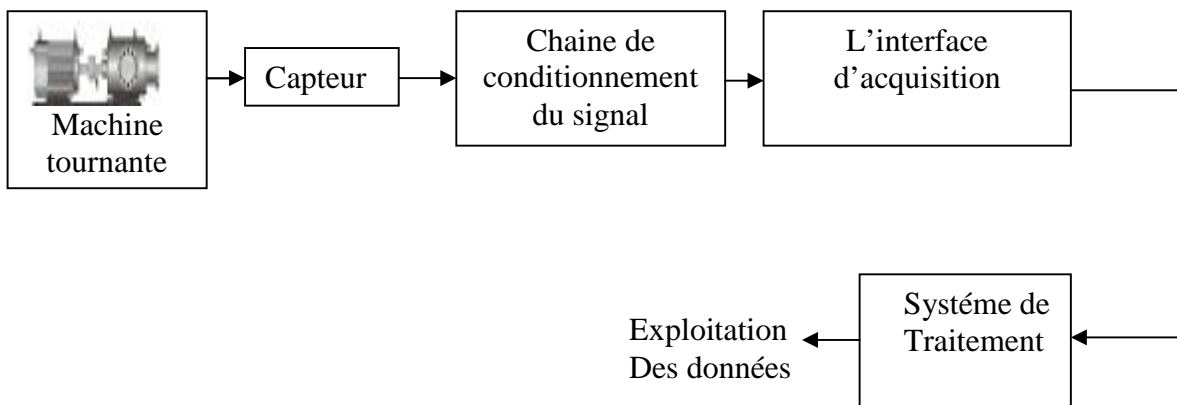 Machine
tournante
Capteur
Chaine de
conditionnement
du signal
L’interface
d’acquisition
Systéme de
Traitement
Exploitation
Des données